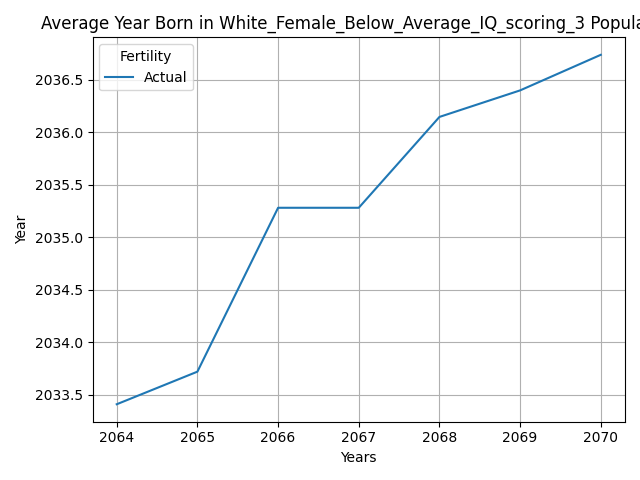 Average Year Born in White_Female_Below_Average_IQ_scoring_3 Popula
Fertility
Actual
2036.5
2036.0
2035.5
2035.0
2034.5
2034.0
2033.5
Year
2064 2065 2066 2067 2068 2069 2070
Years